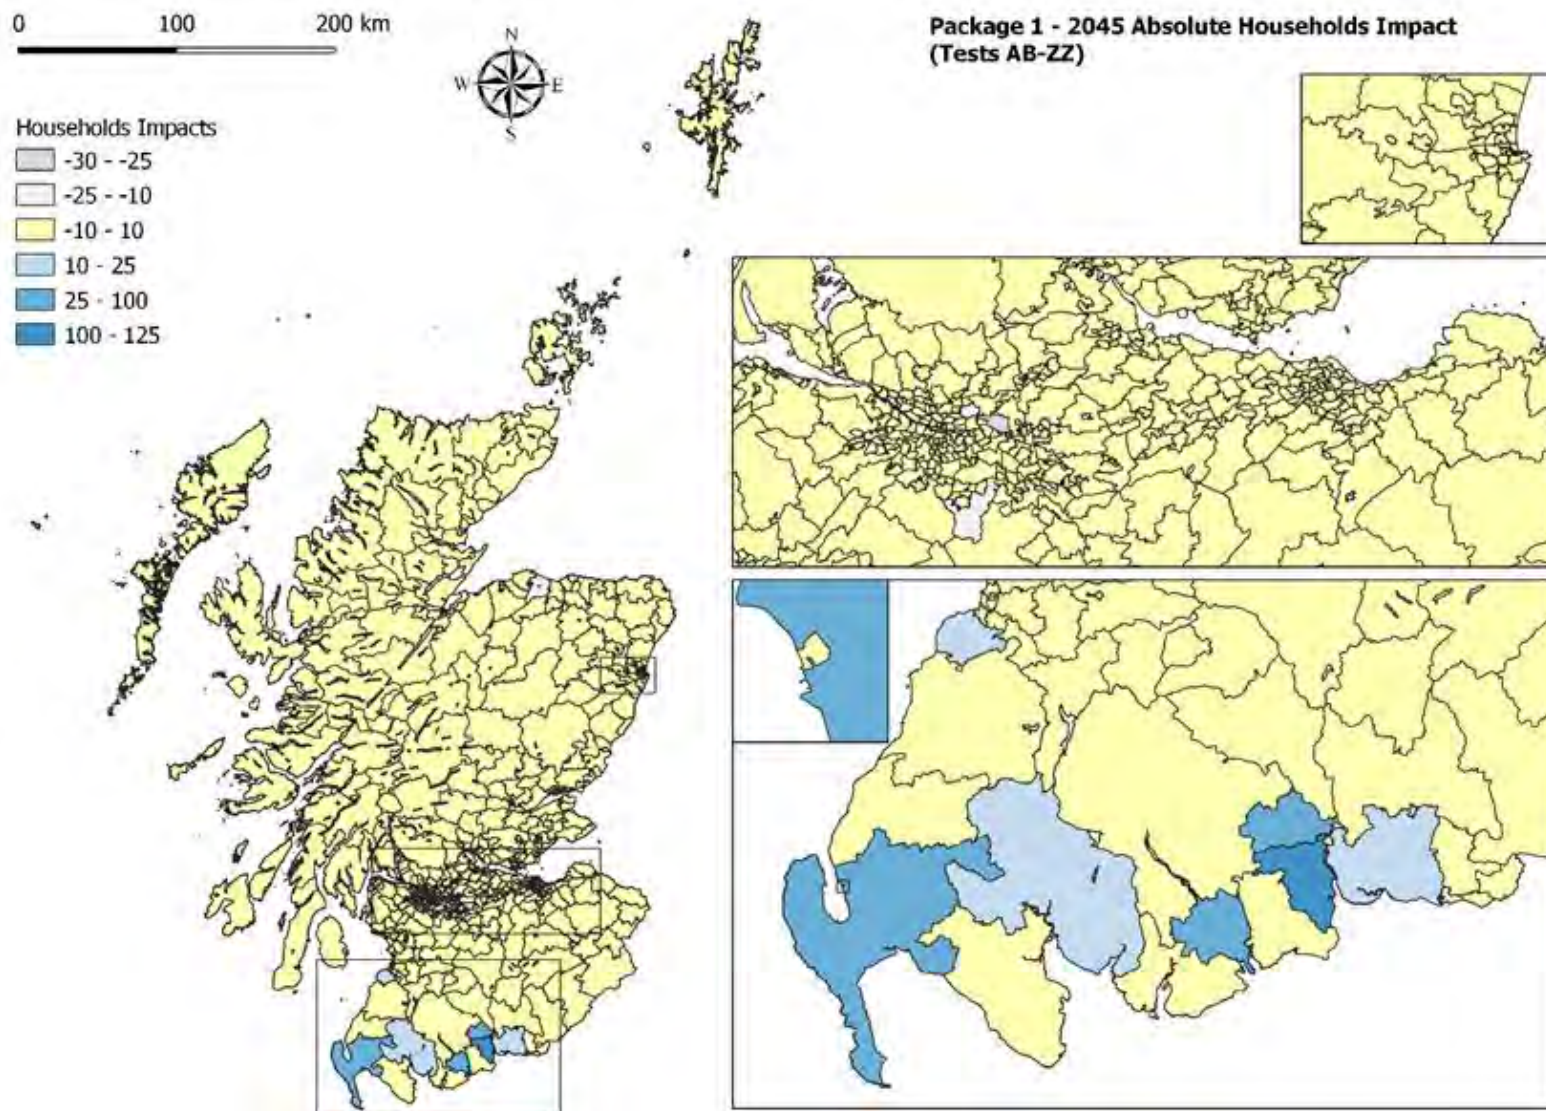 0 100 200 km
N
W E
S
Package 1 - 2045 Absolute Households Impact
(Tests AB-ZZ)
Households Impacts
-30 - -25
-25 - -10
-10 - 10
10 - 25
25 - 100
100 - 125